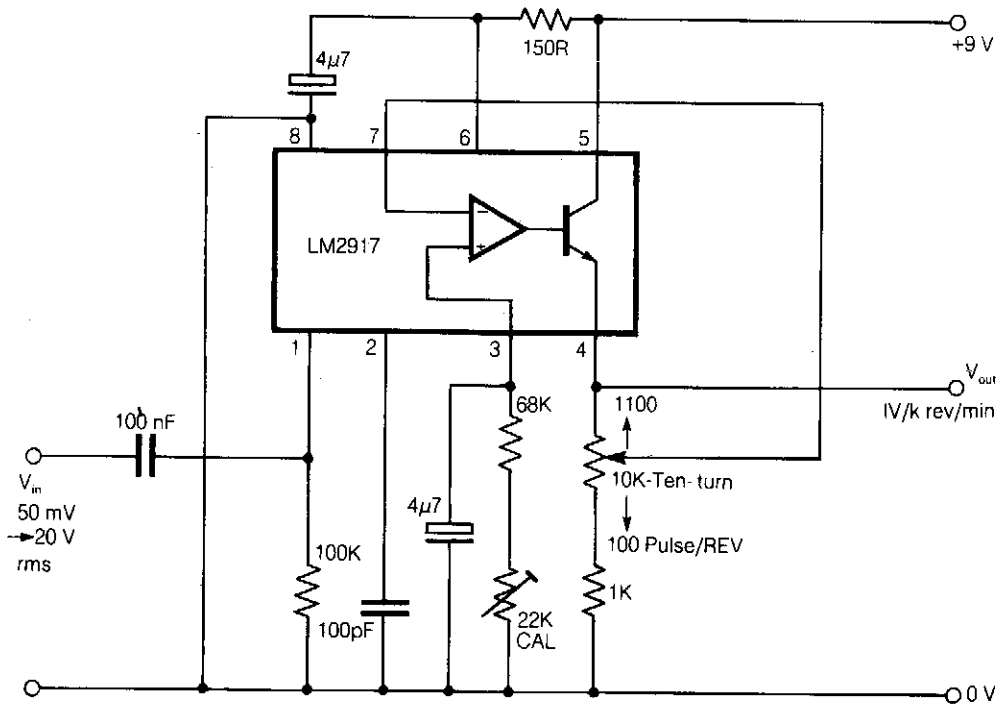 150R
+9 V
4µ7
8
7
6
5
LM2917
−
+
1
2
3
4
V_out
IV/k rev/min
68K
1100
100 nF
V_in
50 mV
→20 V
rms
10K-Ten-turn
4µ7
100 Pulse/REV
100K
1K
100pF
22K
CAL
0 V